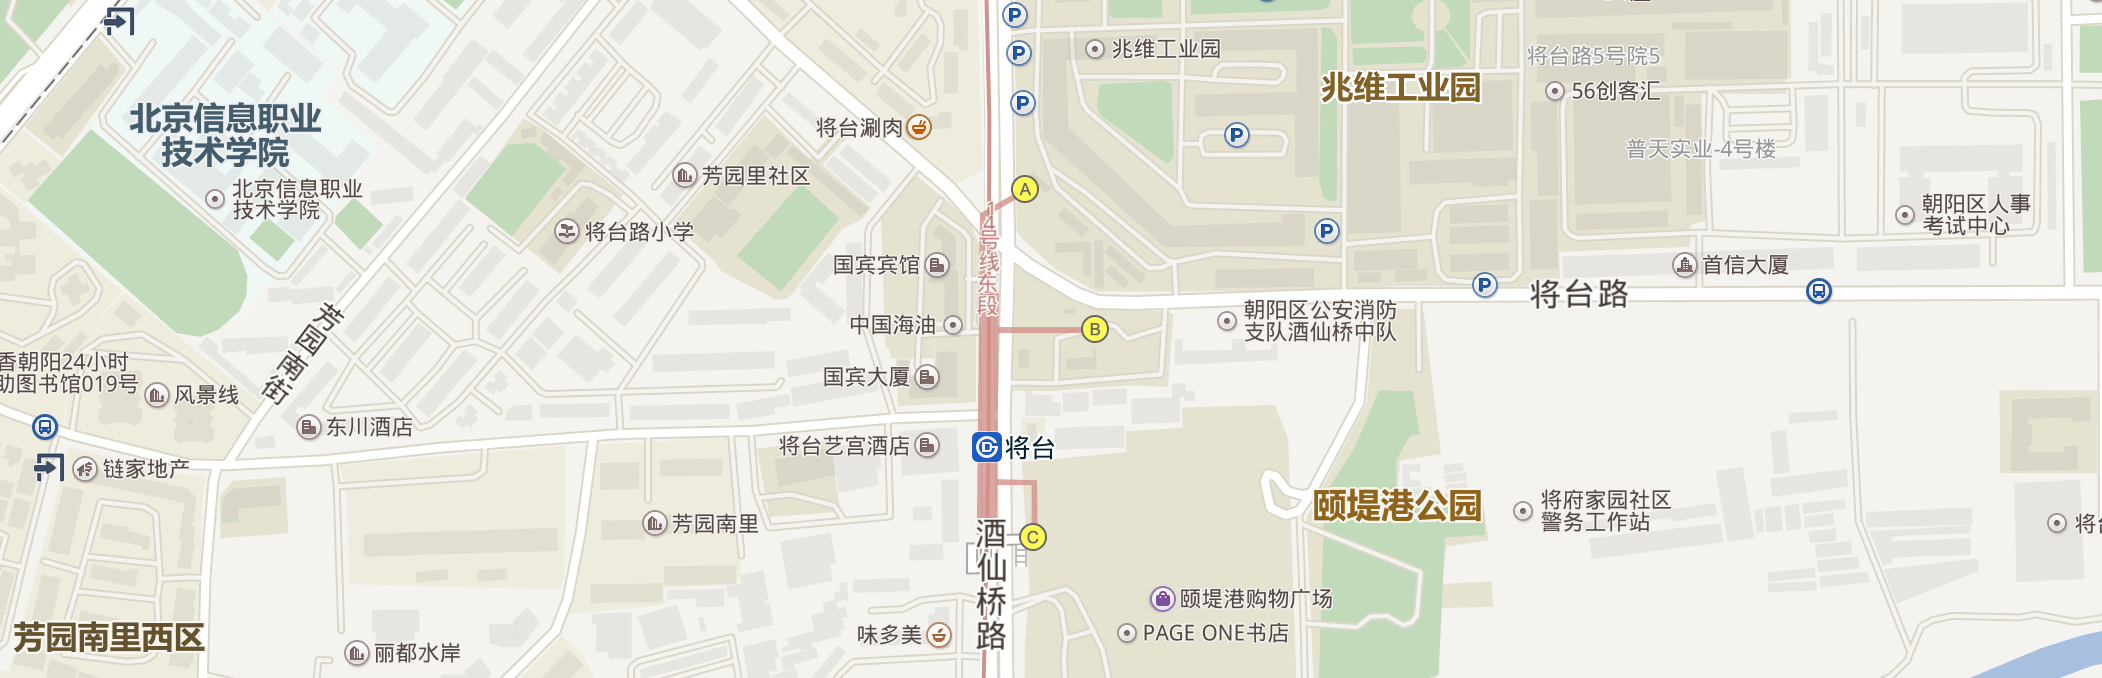 P
P
兆维工业园
将台路5号院5
兆维工业园
56创客汇
P
北京信息职业
技术学院
将台涮肉
P
普天实业-4号楼
芳园里社区
北京信息职业
技术学院
A
朝阳区人事
考试中心
将台路小学
P
14号线东段
国宾宾馆
首信大厦
P
将台路
朝阳区公安消防
支队酒仙桥中队
中国海油
B
芳园南街
香朝阳24小时
助图书馆019号
国宾大厦
风景线
东川酒店
将台艺宫酒店
将台
链家地产
颐堤港公园
将府家园社区
警务工作站
芳园南里
C
酒仙桥路
颐堤港购物广场
PAGE ONE书店
芳园南里西区
味多美
丽都水岸